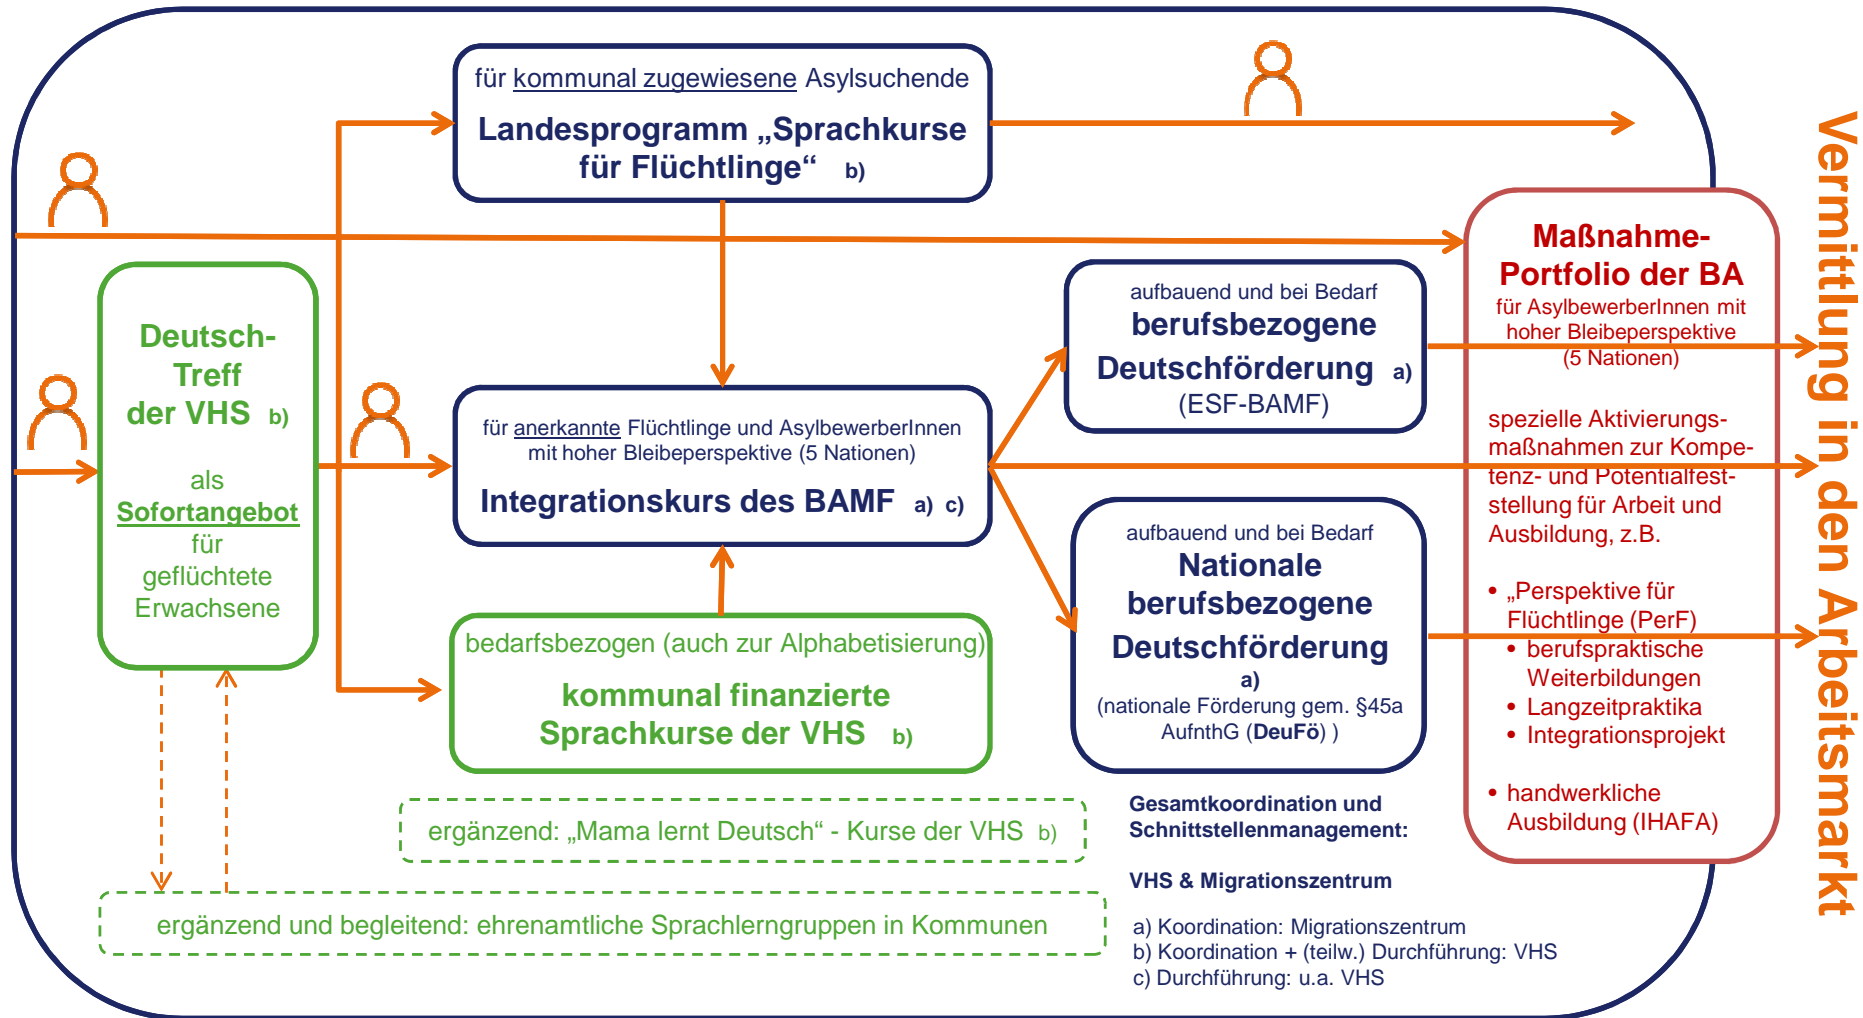 für kommunal zugewiesene Asylsuchende
Landesprogramm „Sprachkurse
für Flüchtlinge“ b)
Deutsch-
Treff
der VHS b)
als
Sofortangebot
für
geflüchtete
Erwachsene
für anerkannte Flüchtlinge und AsylbewerberInnen
mit hoher Bleibeperspektive (5 Nationen)
Integrationskurs des BAMF a) c)
bedarfsbezogen (auch zur Alphabetisierung)
kommunal finanzierte
Sprachkurse der VHS b)
ergänzend: „Mama lernt Deutsch“ - Kurse der VHS b)
ergänzend und begleitend: ehrenamtliche Sprachlerngruppen in Kommunen
aufbauend und bei Bedarf
berufsbezogene
Deutschförderung a)
(ESF-BAMF)
aufbauend und bei Bedarf
Nationale
berufsbezogene
Deutschförderung
a)
(nationale Förderung gem. §45a
AufnthG (DeuFö) )
Gesamtkoordination und
Schnittstellenmanagement:
VHS & Migrationszentrum
a) Koordination: Migrationszentrum
b) Koordination + (teilw.) Durchführung: VHS
c) Durchführung: u.a. VHS
Maßnahme-
Portfolio der BA
für AsylbewerberInnen mit
hoher Bleibeperspektive
(5 Nationen)
spezielle Aktivierungs-
maßnahmen zur Kompe-
tenz- und Potentialfest-
stellung für Arbeit und
Ausbildung, z.B.
• „Perspektive für
Flüchtlinge (PerF)
• berufspraktische
Weiterbildungen
• Langzeitpraktika
• Integrationsprojekt
• handwerkliche
Ausbildung (IHAFA)
Vermittlung in den Arbeitsmarkt